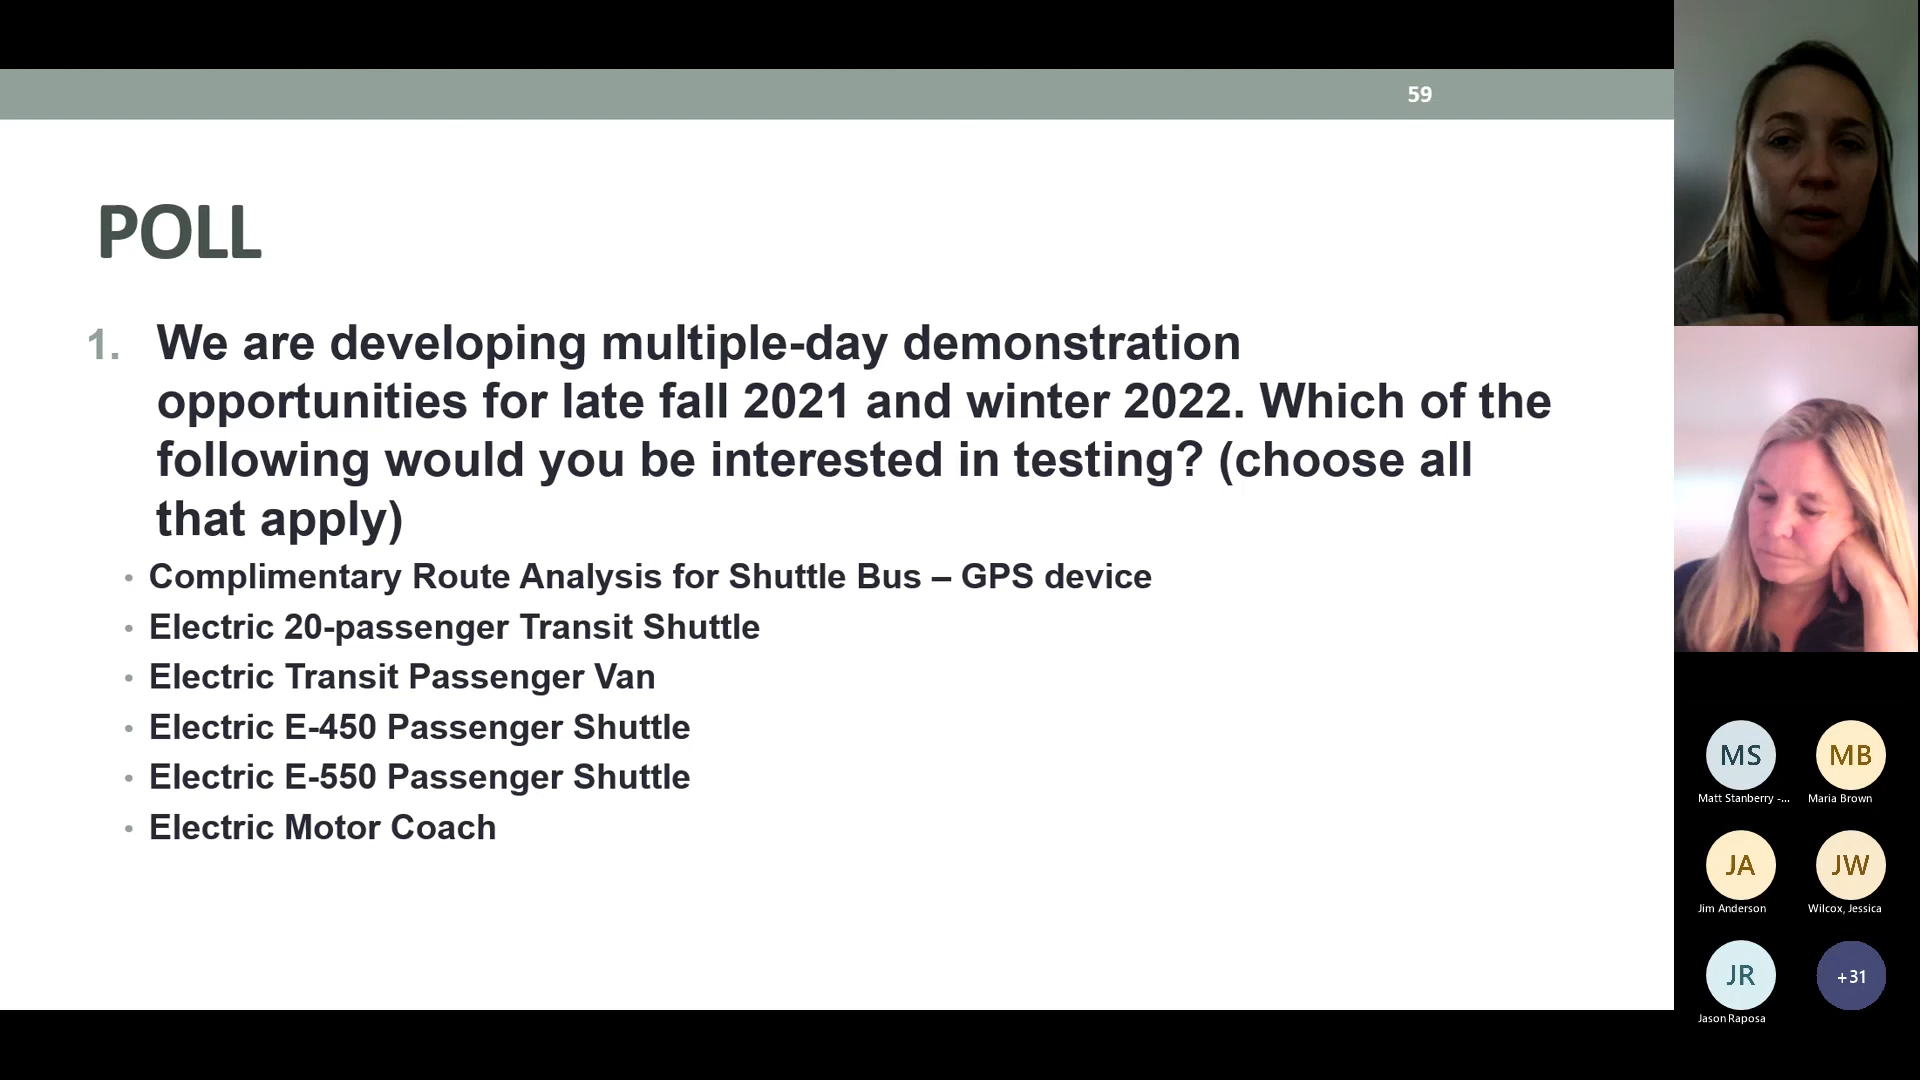 59
POLL
1. We are developing multiple-day demonstration
opportunities for late fall 2021 and winter 2022. Which of the
following would you be interested in testing? (choose all
that apply)
• Complimentary Route Analysis for Shuttle Bus – GPS device
• Electric 20-passenger Transit Shuttle
• Electric Transit Passenger Van
• Electric E-450 Passenger Shuttle
• Electric E-550 Passenger Shuttle
• Electric Motor Coach
MS
Matt Stanberry -...
MB
Maria Brown
JA
Jim Anderson
JW
Wilcox, Jessica
JR
Jason Raposa
+31